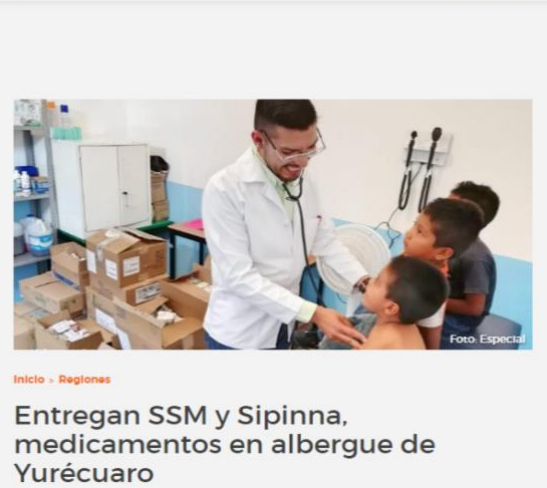 Foto: Especial
Inicio > Regiones
Entregan SSM y Sipinna,
medicamentos en albergue de
Yurécuaro